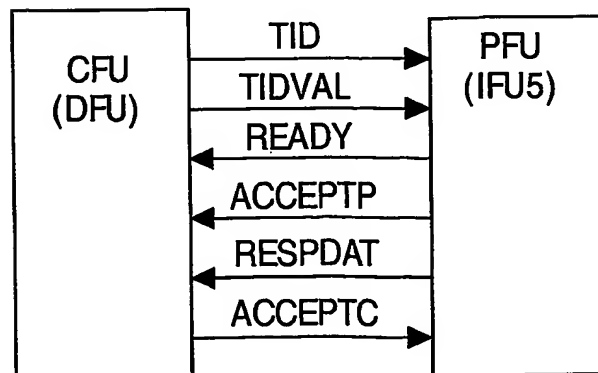 CFU
(DFU)
TID
TIDVAL
READY
ACCEPTP
RESPDAT
ACCEPTC
PFU
(IFU5)